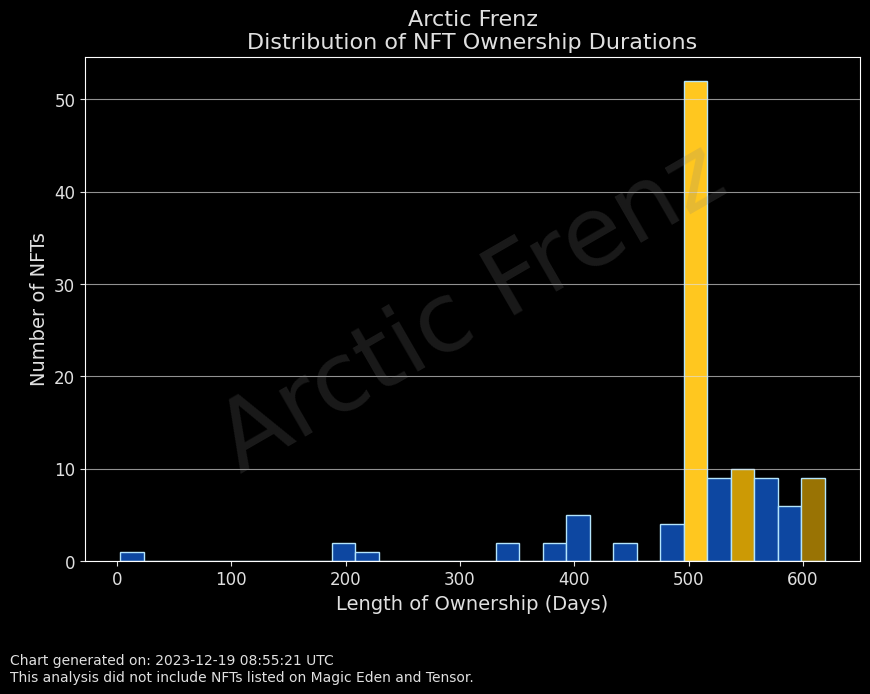 Arctic Frenz
Distribution of NFT Ownership Durations
50
40
30
20
10
0
Number of NFTs
Arctic Frenz
0 100 200 300 400 500 600
Length of Ownership (Days)
Chart generated on: 2023-12-19 08:55:21 UTC
This analysis did not include NFTs listed on Magic Eden and Tensor.